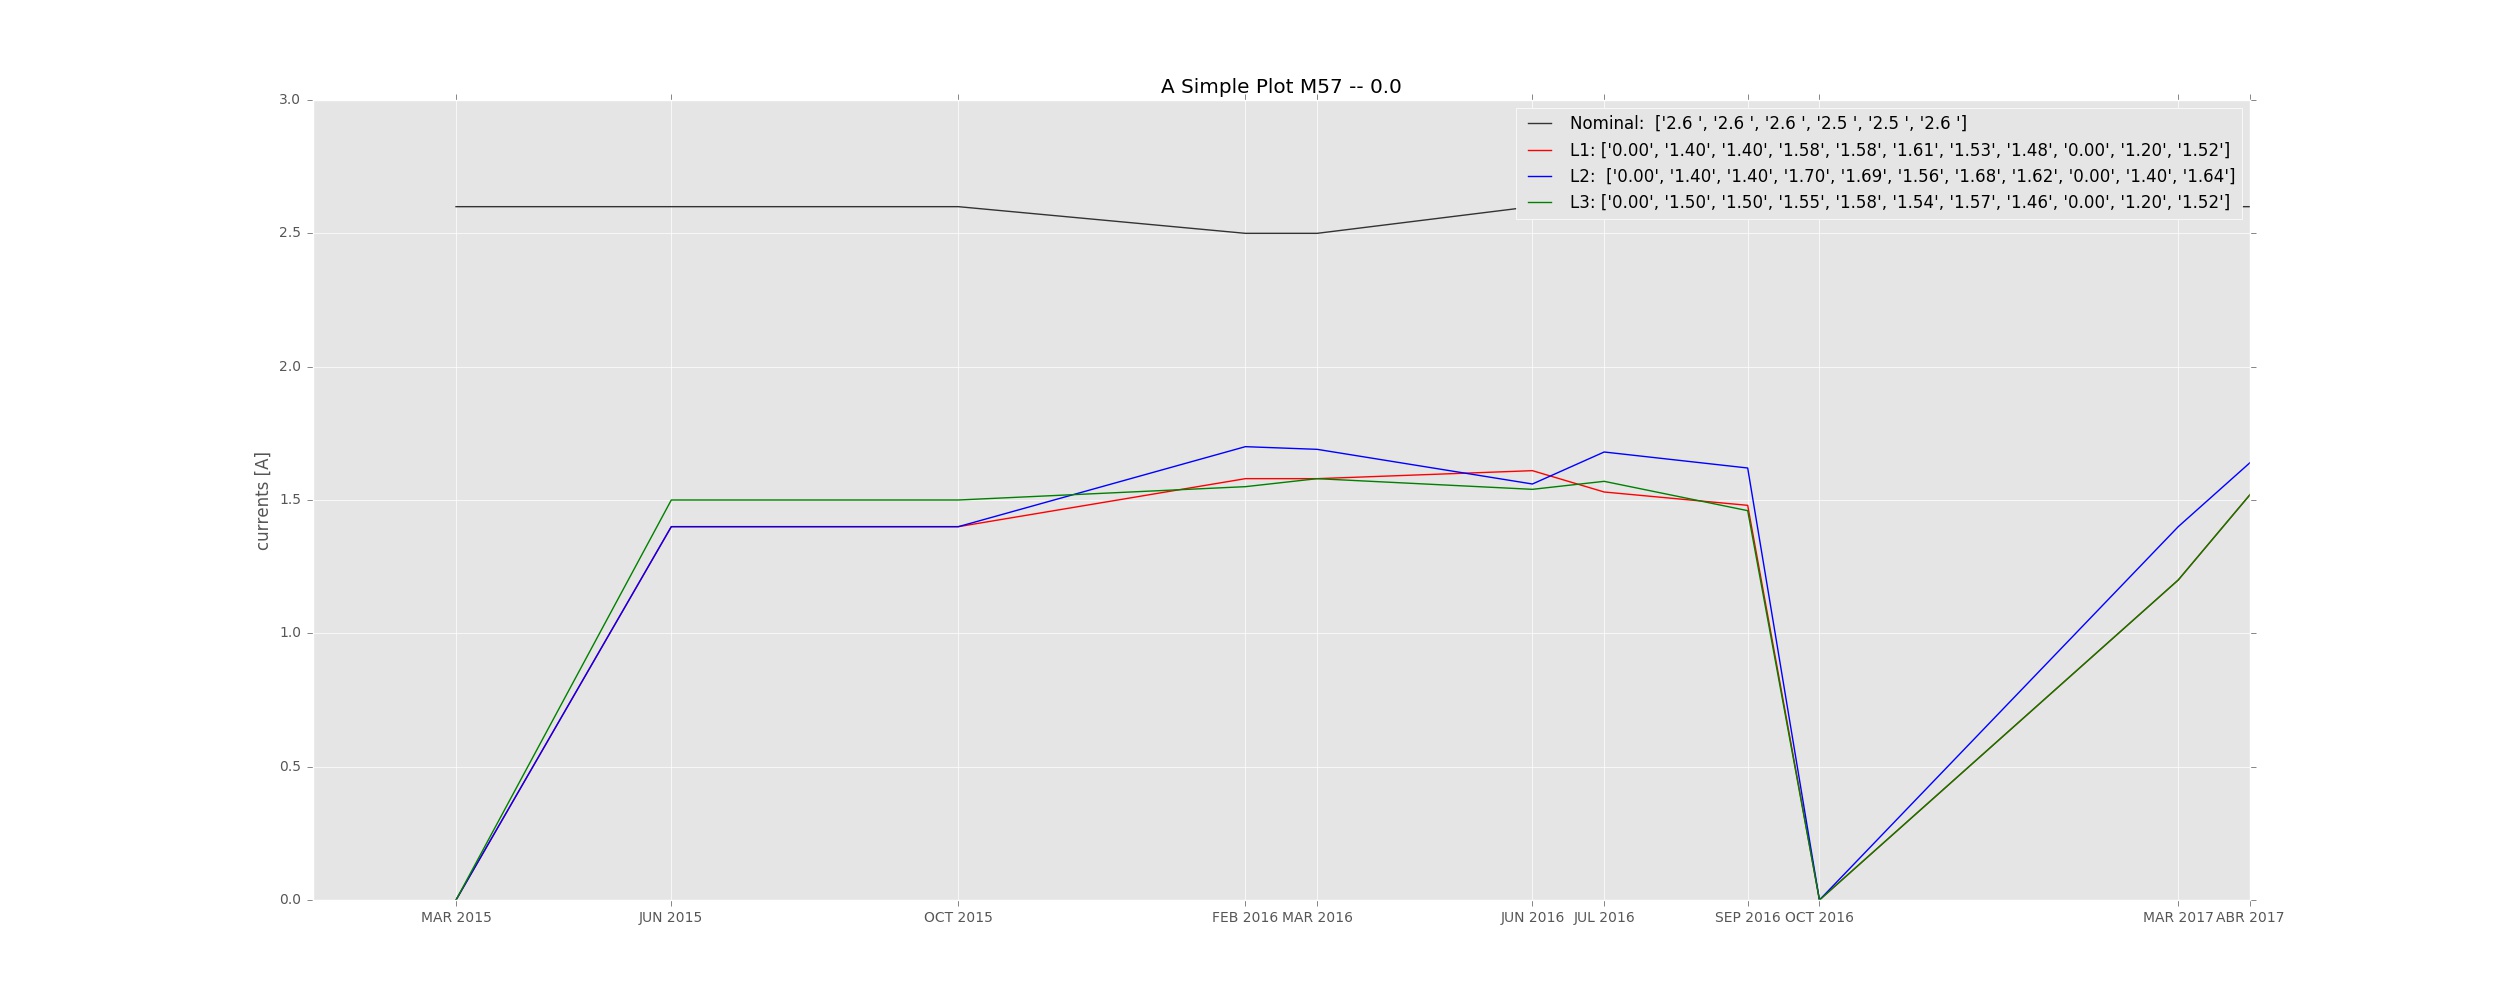 A Simple Plot M57 -- 0.0
3.0
Nominal:  ['2.6 ', '2.6 ', '2.6 ', '2.5 ', '2.5 ', '2.6 ']
L1: ['0.00', '1.40', '1.40', '1.58', '1.58', '1.61', '1.53', '1.48', '0.00', '1.20', '1.52']
L2:  ['0.00', '1.40', '1.40', '1.70', '1.69', '1.56', '1.68', '1.62', '0.00', '1.40', '1.64']
L3: ['0.00', '1.50', '1.50', '1.55', '1.58', '1.54', '1.57', '1.46', '0.00', '1.20', '1.52']
2.5
2.0
1.5
1.0
0.5
0.0
currents [A]
MAR 2015 JUN 2015 OCT 2015 FEB 2016 MAR 2016 JUN 2016 JUL 2016 SEP 2016 OCT 2016 MAR 2017 ABR 2017